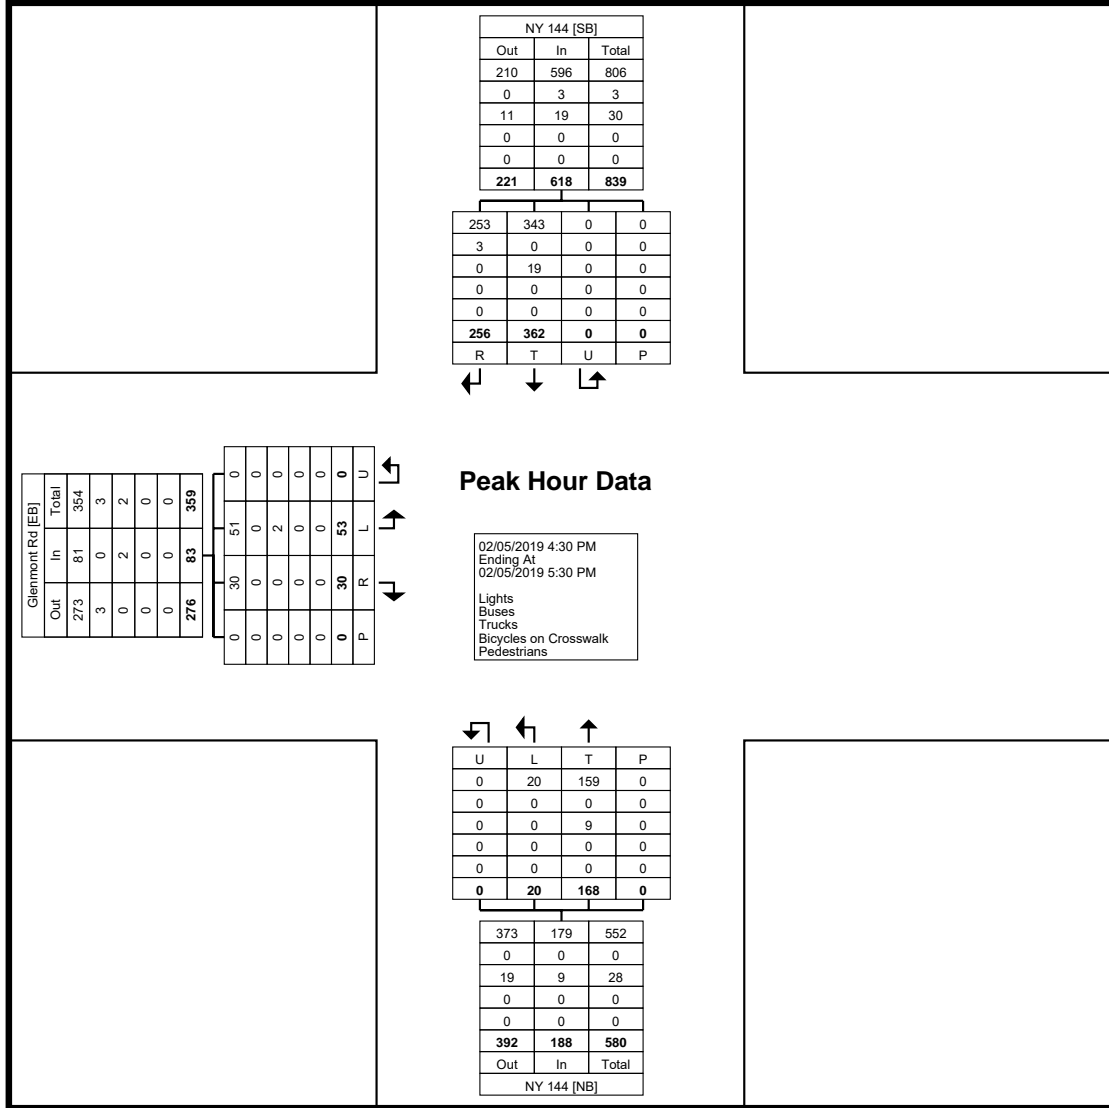 NY 144 [SB]
Out In Total
210 596 806
0 3 3
11 19 30
0 0 0
0 0 0
221 618 839
253 343 0 0
3 0 0 0
0 19 0 0
0 0 0 0
0 0 0 0
256 362 0 0
R T U P
Glenmont Rd [EB]
Out In Total
273 81 354
3 0 3
0 2 2
0 0 0
0 0 0
276 83 359
0 30 51 0
0 0 0 0
0 0 2 0
0 0 0 0
0 0 0 0
0 30 53 0
P R L U
Peak Hour Data
02/05/2019 4:30 PM
Ending At
02/05/2019 5:30 PM
Lights
Buses
Trucks
Bicycles on Crosswalk
Pedestrians
U L T P
0 20 159 0
0 0 0 0
0 0 9 0
0 0 0 0
0 0 0 0
0 20 168 0
373 179 552
0 0 0
19 9 28
0 0 0
0 0 0
392 188 580
Out In Total
NY 144 [NB]